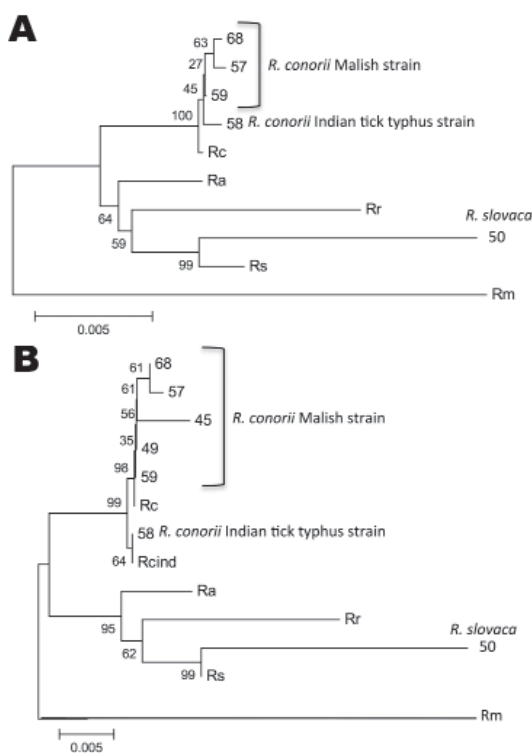 A
63 68
27 57 R. conorii Malish strain
45 59
100 58 R. conorii Indian tick typhus strain
Rc
Ra
64 Rr
R. slovaca
59 50
99 Rs
Rm
0.005
B
61 68
61 57
56 45 R. conorii Malish strain
35 49
98 59
99 Rc
58 R. conorii Indian tick typhus strain
64 Rcind
Ra
95 Rr
R. slovaca
62 50
99 Rs
Rm
0.005